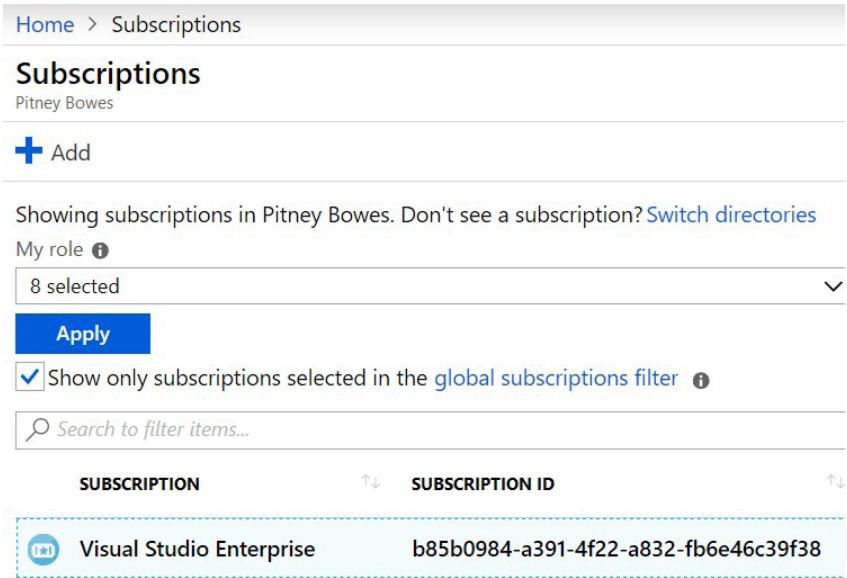 Home > Subscriptions
Subscriptions
Pitney Bowes
Add
Showing subscriptions in Pitney Bowes. Don't see a subscription? Switch directories
My role
8 selected
Apply
Show only subscriptions selected in the global subscriptions filter
Search to filter items...
SUBSCRIPTION SUBSCRIPTION ID
Visual Studio Enterprise b85b0984-a391-4f22-a832-fb6e46c39f38